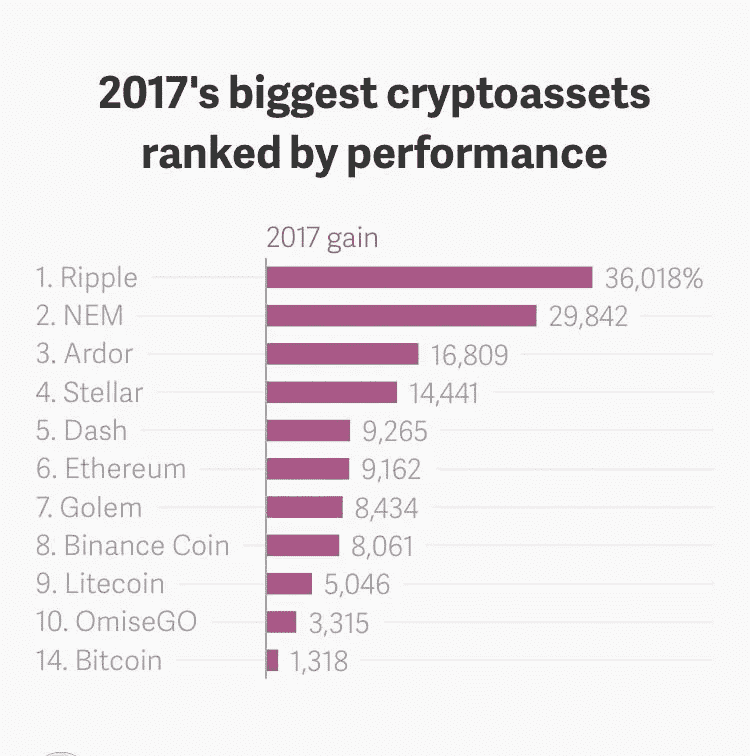 2017's biggest cryptoassets
ranked by performance
2017 gain
1. Ripple 36,018%
2. NEM 29,842
3. Ardor 16,809
4. Stellar 14,441
5. Dash 9,265
6. Ethereum 9,162
7. Golem 8,434
8. Binance Coin 8,061
9. Litecoin 5,046
10. OmiseGO 3,315
14. Bitcoin 1,318